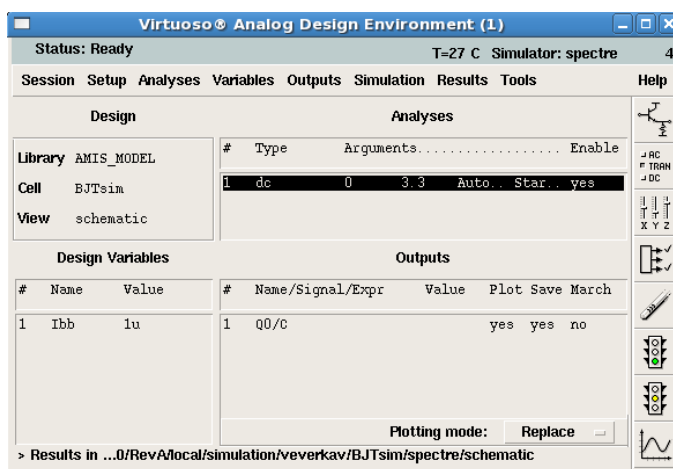 Virtuoso® Analog Design Environment (1)
Status: Ready T=27 C Simulator: spectre 4
Session Setup Analyses Variables Outputs Simulation Results Tools Help
Design
Library AMIS_MODEL
Cell BJTsim
View schematic
Analyses
# Type Arguments................... Enable
1 dc 0 3.3 Auto.. Star.. yes
Design Variables
# Name Value
1 Ibb 1u
Outputs
# Name/Signal/Expr Value Plot Save March
1 Q0/C yes yes no
Plotting mode: Replace
> Results in ...0/RevA/local/simulation/veverkav/BJTsim/spectre/schematic
AC
TRAN
DC
X Y Z